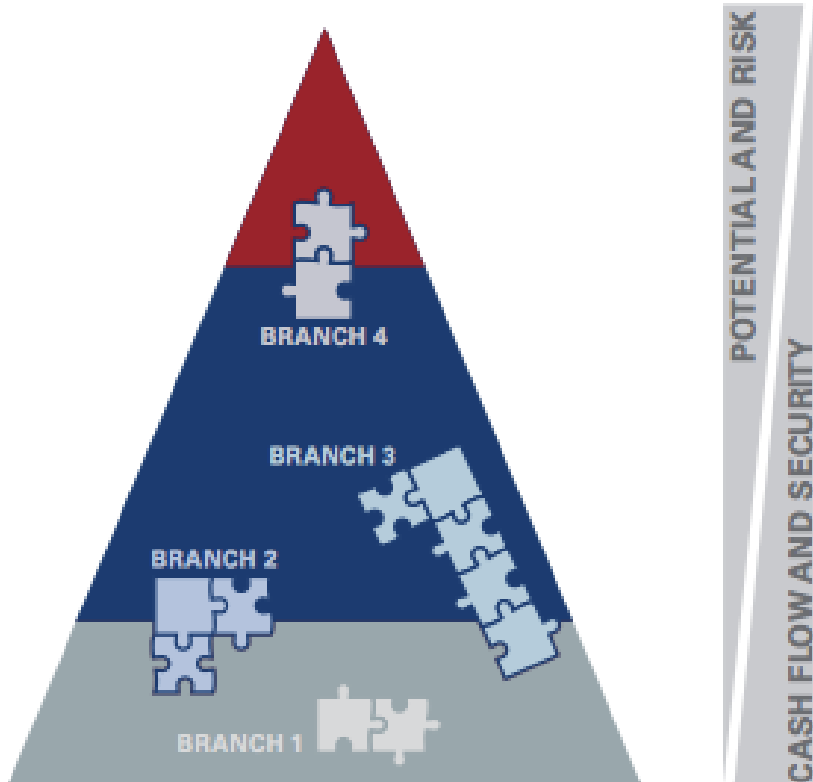 BRANCH 4
BRANCH 3
BRANCH 2
BRANCH 1
POTENTIAL AND RISK
CASH FLOW AND SECURITY